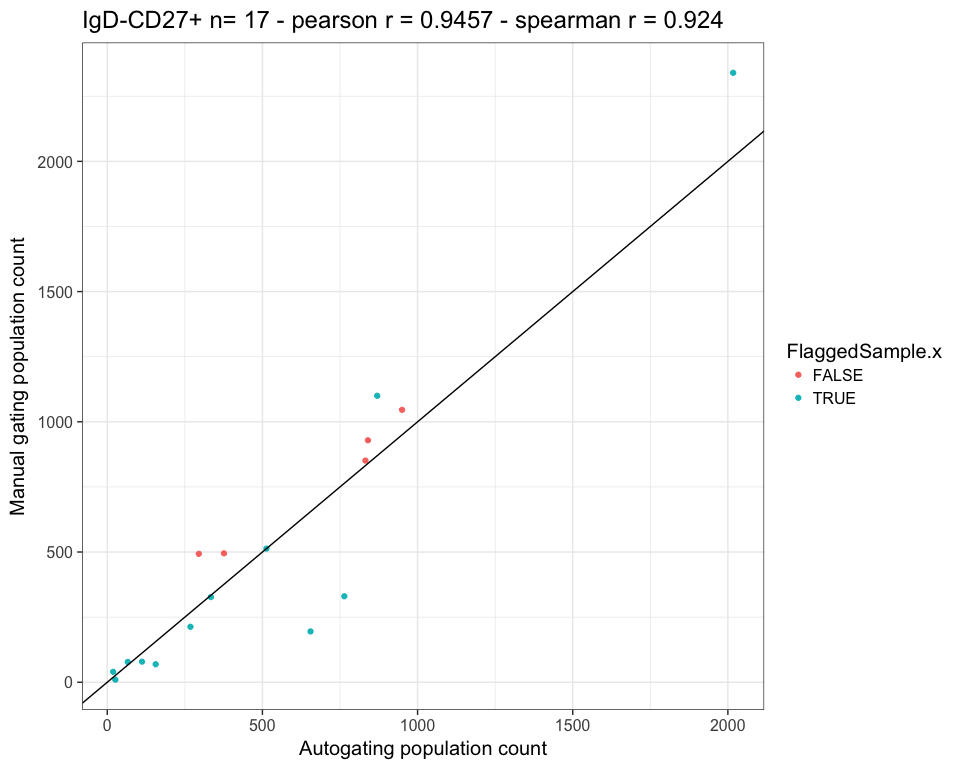 IgD-CD27+ n= 17 - pearson r = 0.9457 - spearman r = 0.924
Manual gating population count
2000
1500
1000
500
0
0 500 1000 1500 2000
Autogating population count
FlaggedSample.x
FALSE
TRUE